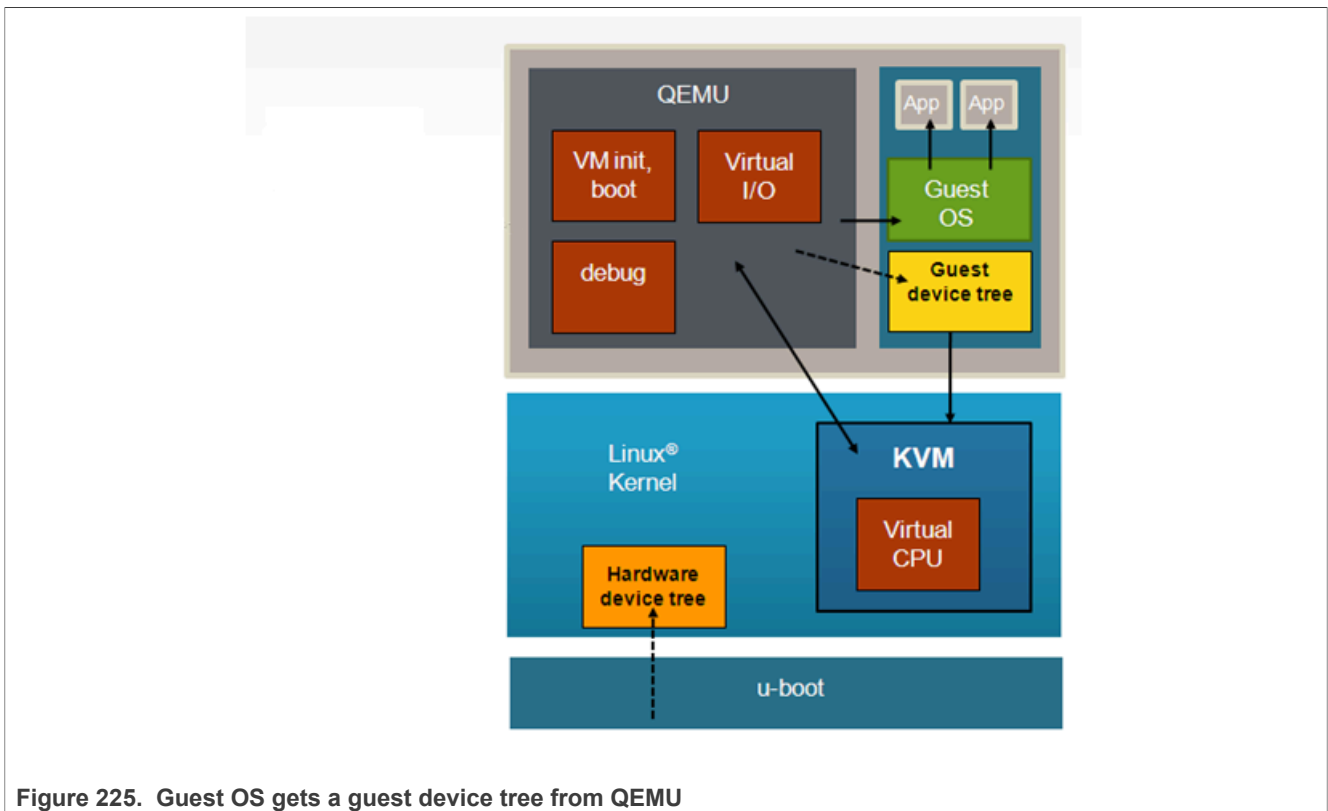 QEMU
VM init,
boot
Virtual
I/O
debug
App
App
Guest
OS
Guest
device tree
Linux®
Kernel
KVM
Virtual
CPU
Hardware
device tree
u-boot
Figure 225. Guest OS gets a guest device tree from QEMU